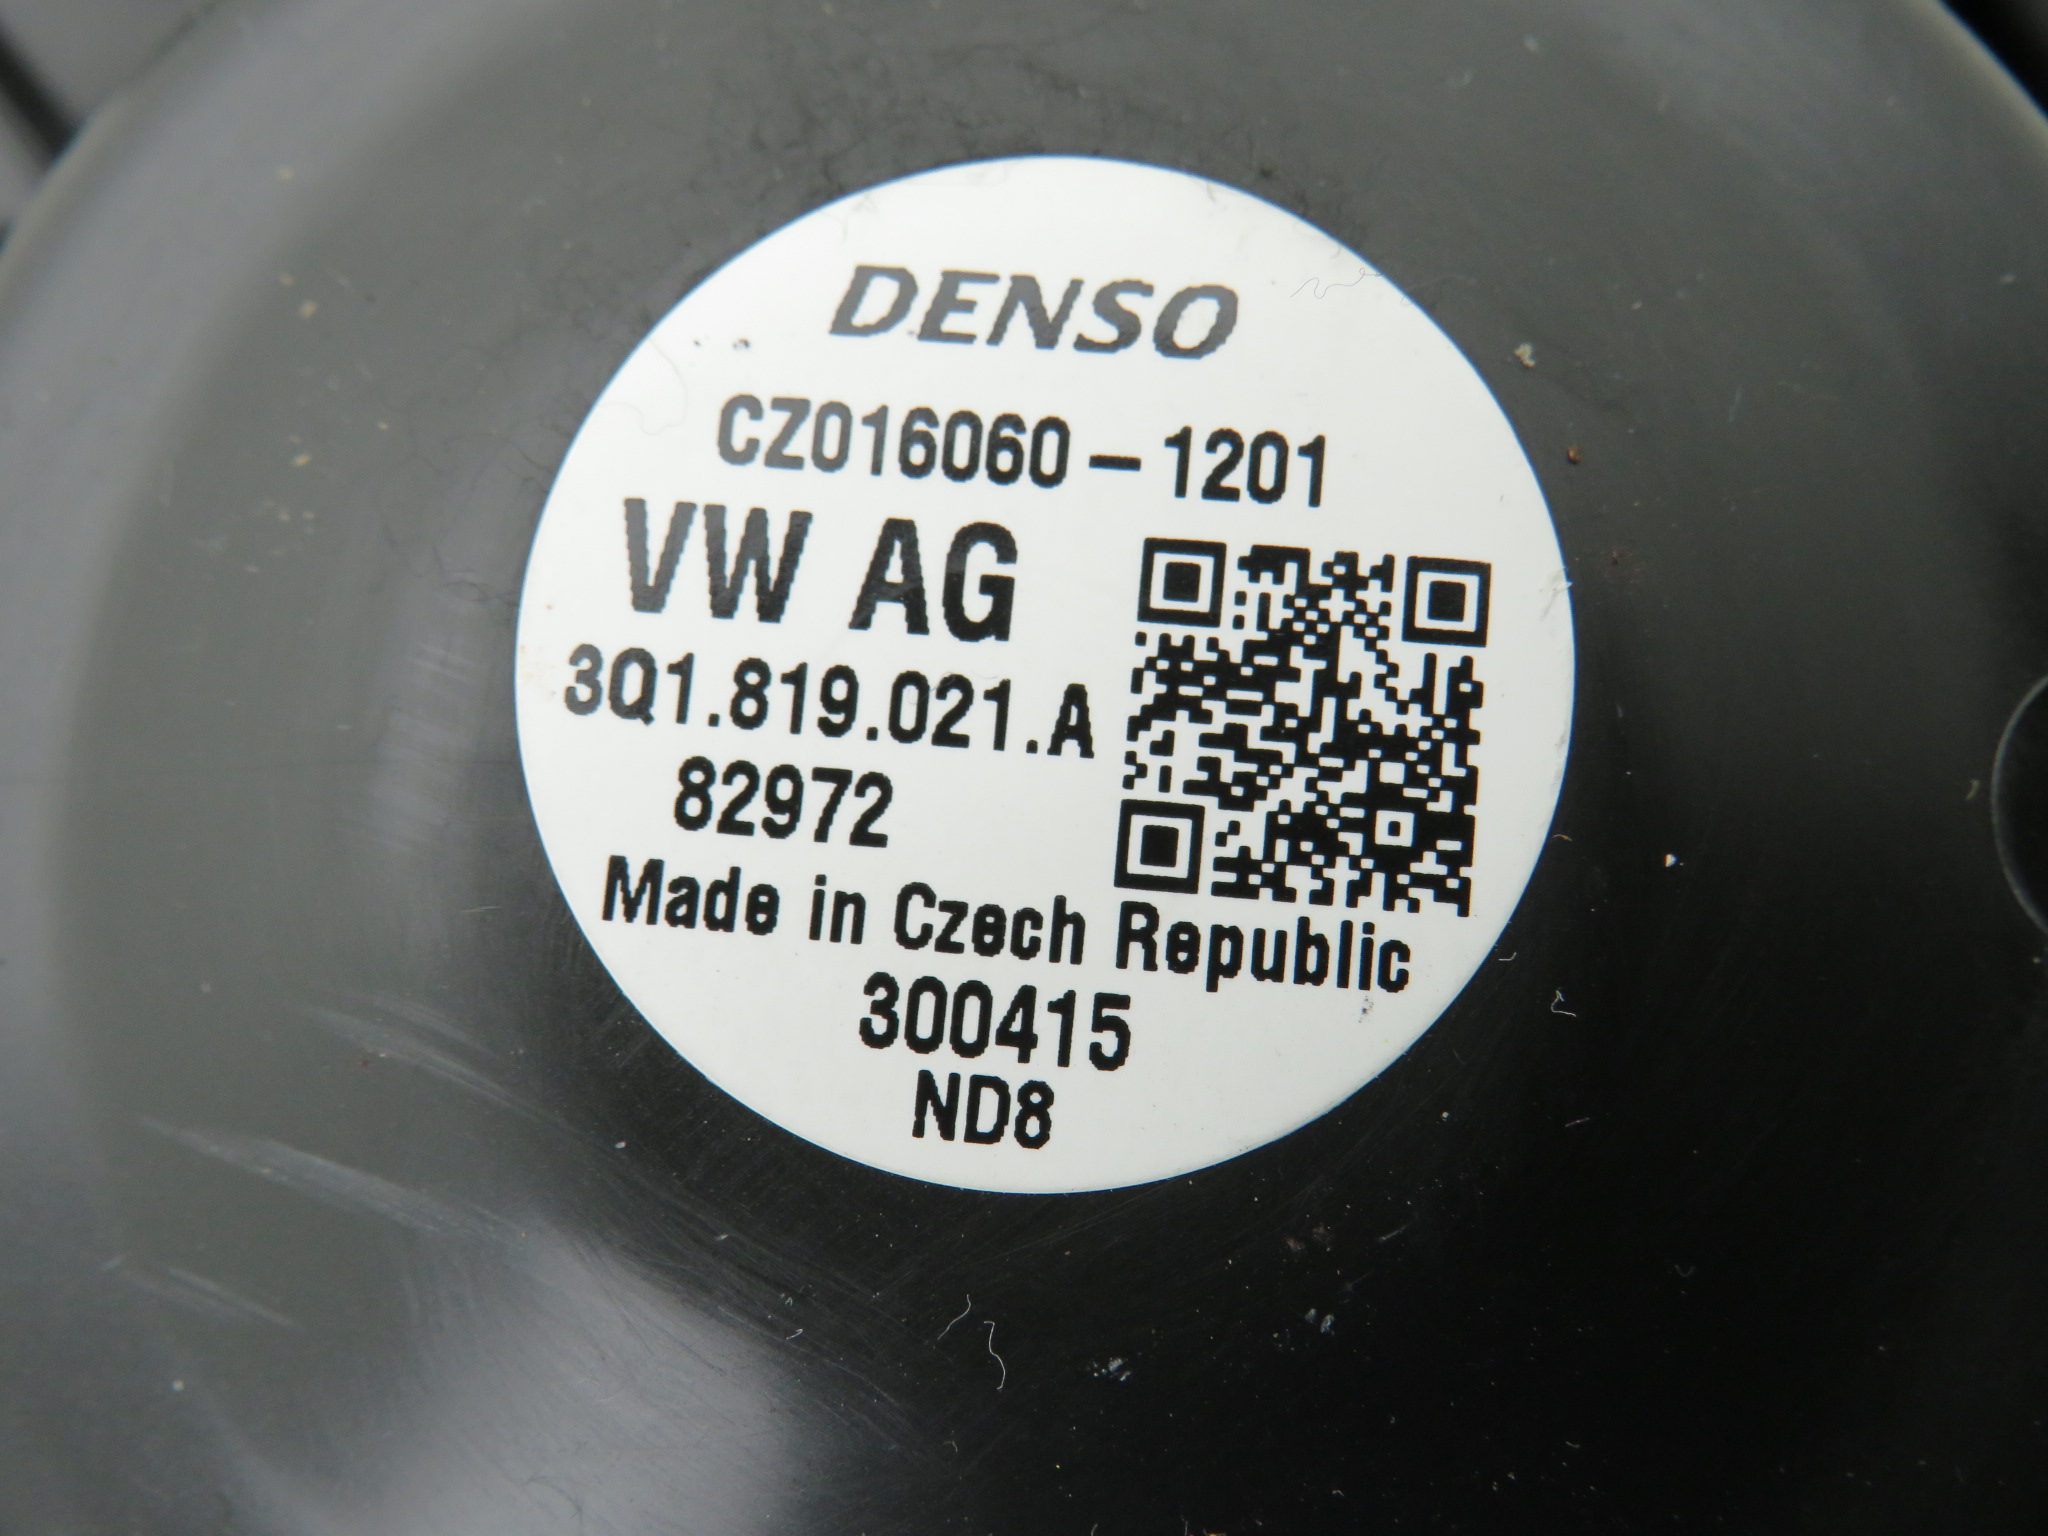 DENSO
CZ016060-1201
VW AG
3Q1.819.021.A
82972
Made in Czech Republic
300415
ND8